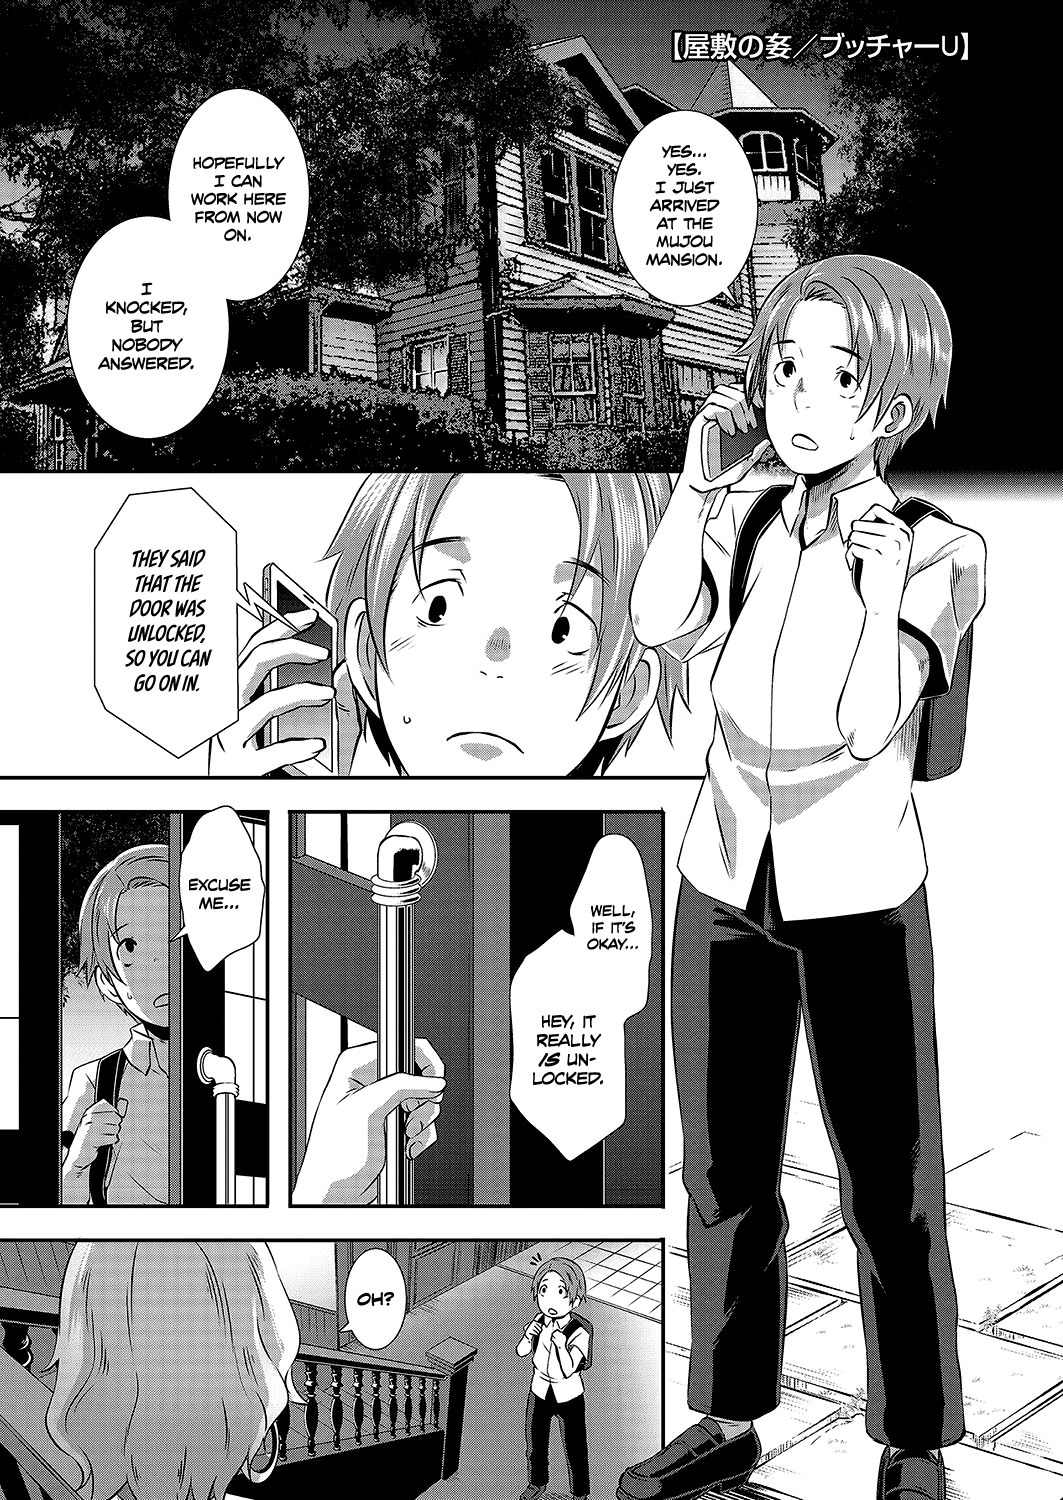 【屋敷の妾／ブッチャーU】
YES...
YES.
I JUST
ARRIVED
AT THE
MUJOU
MANSION.
HOPEFULLY
I CAN
WORK HERE
FROM NOW
ON.
I
KNOCKED,
BUT
NOBODY
ANSWERED.
THEY SAID
THAT THE
DOOR WAS
UNLOCKED,
SO YOU CAN
GO ON IN.
WELL,
IF IT'S
OKAY...
HEY, IT
REALLY
IS UN-
LOCKED.
EXCUSE
ME...
OH?